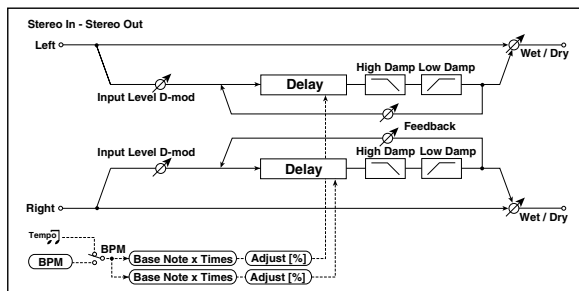 Stereo In - Stereo Out
Left
Wet / Dry
High Damp Low Damp
Input Level D-mod
Delay
Feedback
Input Level D-mod
High Damp Low Damp
Delay
Right
Wet / Dry
Tempo
BPM
BPM
Base Note x Times
Adjust [%]
Base Note x Times
Adjust [%]